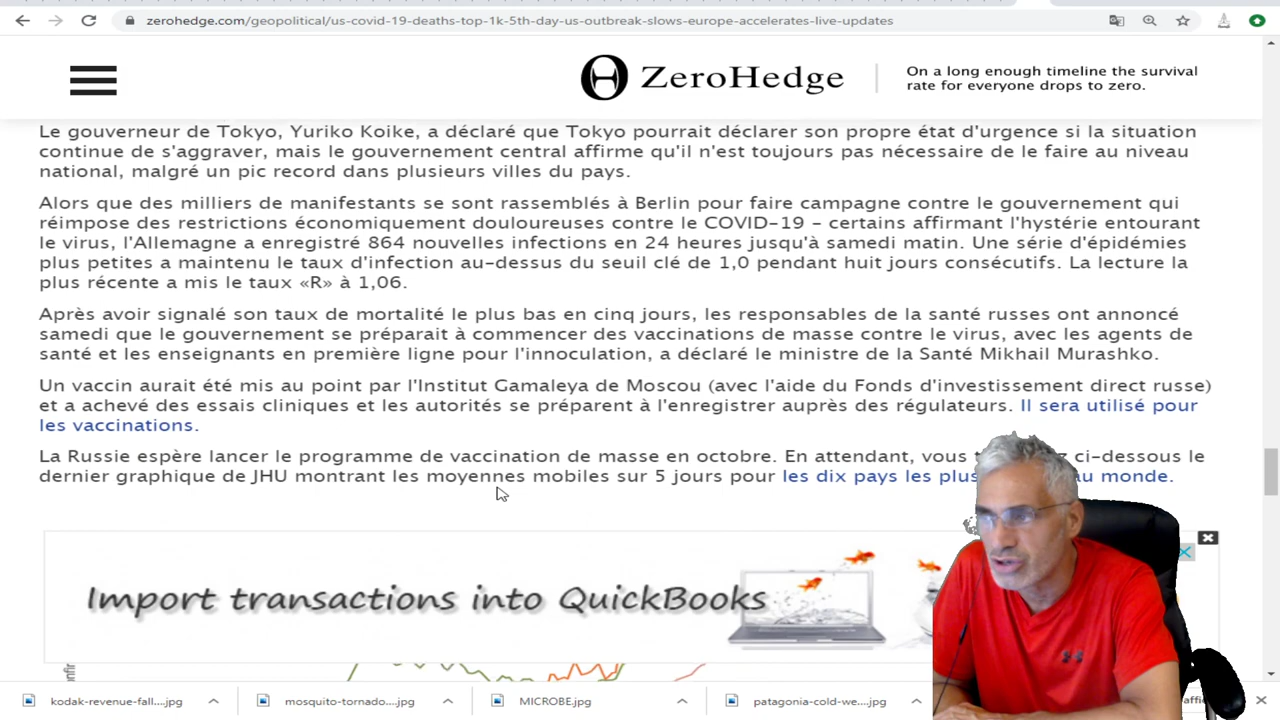 zerohedge.com/geopolitical/us-covid-19-deaths-top-1k-5th-day-us-outbreak-slows-europe-accelerates-live-updates
ZeroHedge
On a long enough timeline the survival
rate for everyone drops to zero.
Le gouverneur de Tokyo, Yuriko Koike, a déclaré que Tokyo pourrait déclarer son propre état d'urgence si la situation
continue de s'aggraver, mais le gouvernement central affirme qu'il n'est toujours pas nécessaire de le faire au niveau
national, malgré un pic record dans plusieurs villes du pays.
Alors que des milliers de manifestants se sont rassemblés à Berlin pour faire campagne contre le gouvernement qui
réimpose des restrictions économiquement douloureuses contre le COVID-19 - certains affirmant l'hystérie entourant
le virus, l'Allemagne a enregistré 864 nouvelles infections en 24 heures jusqu'à samedi matin. Une série d'épidémies
plus petites a maintenu le taux d'infection au-dessus du seuil clé de 1,0 pendant huit jours consécutifs. La lecture la
plus récente a mis le taux «R» à 1,06.
Après avoir signalé son taux de mortalité le plus bas en cinq jours, les responsables de la santé russes ont annoncé
samedi que le gouvernement se préparait à commencer des vaccinations de masse contre le virus, avec les agents de
santé et les enseignants en première ligne pour l'innoculation, a déclaré le ministre de la Santé Mikhail Murashko.
Un vaccin aurait été mis au point par l'Institut Gamaleya de Moscou (avec l'aide du Fonds d'investissement direct russe)
et a achevé des essais cliniques et les autorités se préparent à l'enregistrer auprès des régulateurs. Il sera utilisé pour
les vaccinations.
La Russie espère lancer le programme de vaccination de masse en octobre. En attendant, vous ci-dessous le
dernier graphique de JHU montrant les moyennes mobiles sur 5 jours pour les dix pays les plus au monde.
Import transactions into QuickBooks
kodak-revenue-fall....jpg mosquito-tornado....jpg MICROBE.jpg patagonia-cold-we....jpg